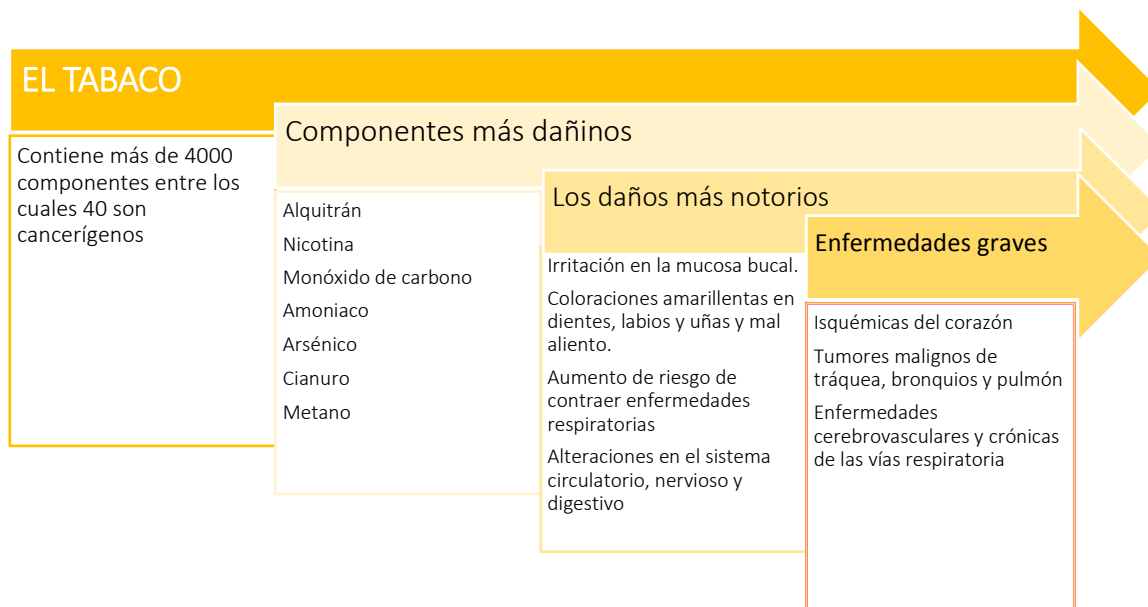 EL TABACO
Contiene más de 4000
componentes entre los
cuales 40 son
cancerígenos
Componentes más dañinos
Alquitrán
Nicotina
Monóxido de carbono
Amoniaco
Arsénico
Cianuro
Metano
Los daños más notorios
Irritación en la mucosa bucal.
Coloraciones amarillentas en
dientes, labios y uñas y mal
aliento.
Aumento de riesgo de
contraer enfermedades
respiratorias
Alteraciones en el sistema
circulatorio, nervioso y
digestivo
Enfermedades graves
Isquémicas del corazón
Tumores malignos de
tráquea, bronquios y pulmón
Enfermedades
cerebrovasculares y crónicas
de las vías respiratoria